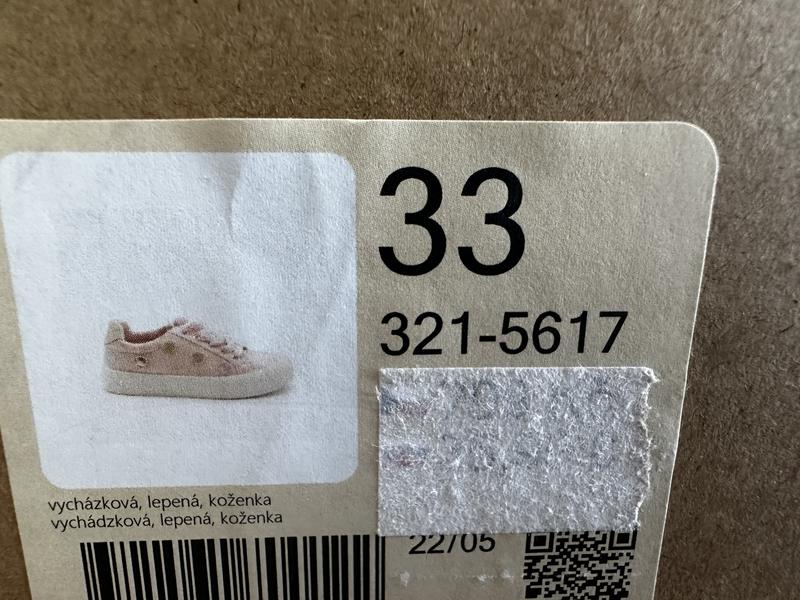 33
321-5617
vycházková, lepená, koženka
vychádzková, lepená, koženka
22/05